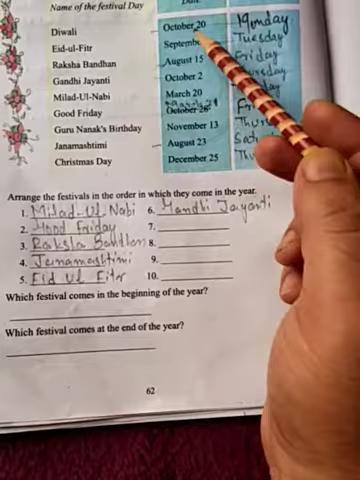 Name of the festival Day Date
Diwali October 20 Monday
Eid-ul-Fitr Septembe Tuesday
Raksha Bandhan August 15 Friday
Gandhi Jayanti October 2
Milad-Ul-Nabi March 20
Good Friday October 26
Guru Nanak's Birthday November 13
Janamashtimi August 23
Christmas Day December 25
Arrange the festivals in the order in which they come in the year.
1. Milad-Ul Nabi 6. Gandhi Jayanti
2. Good Friday 7.
3. Raksha Bandhan 8.
4. Janamashtimi 9.
5. Eid Ul Fitr 10.
Which festival comes in the beginning of the year?
Which festival comes at the end of the year?
62